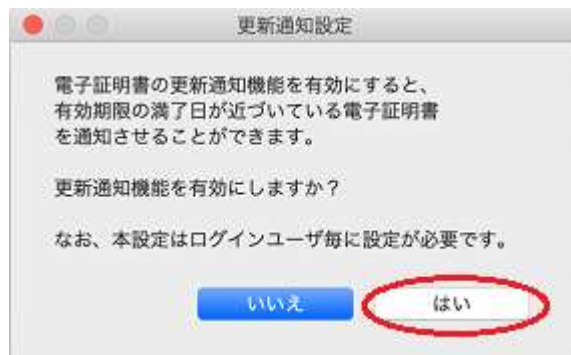 更新通知設定
電子証明書の更新通知機能を有効にすると、
有効期限の満了日が近づいている電子証明書
を通知させることができます。
更新通知機能を有効にしますか？
なお、本設定はログインユーザ毎に設定が必要です。
いいえ
はい